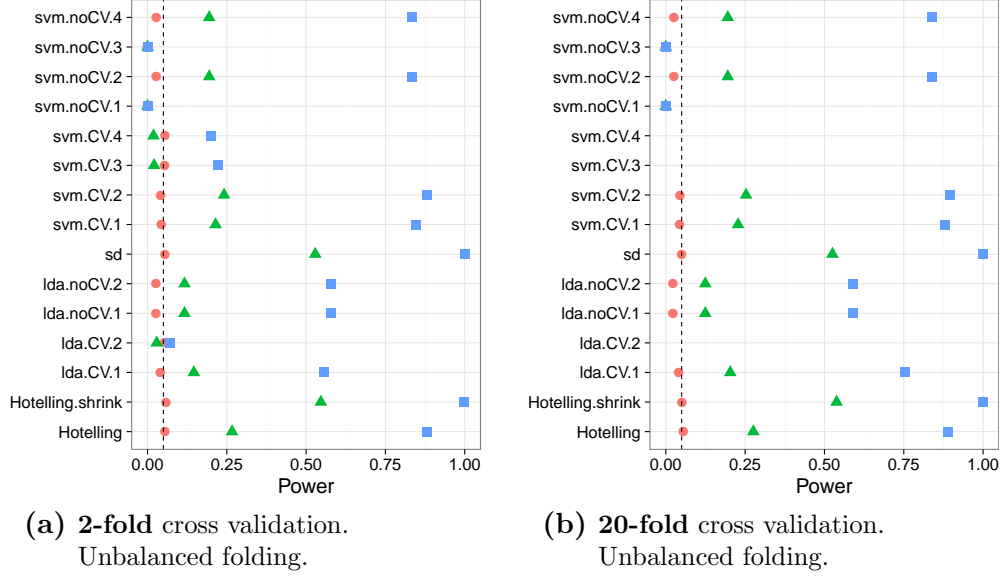 svm.noCV.4
svm.noCV.3
svm.noCV.2
svm.noCV.1
svm.CV.4
svm.CV.3
svm.CV.2
svm.CV.1
sd
lda.noCV.2
lda.noCV.1
lda.CV.2
lda.CV.1
Hotelling.shrink
Hotelling
0.00 0.25 0.50 0.75 1.00
Power
(a) 2-fold cross validation.
Unbalanced folding.
svm.noCV.4
svm.noCV.3
svm.noCV.2
svm.noCV.1
svm.CV.4
svm.CV.3
svm.CV.2
svm.CV.1
sd
lda.noCV.2
lda.noCV.1
lda.CV.2
lda.CV.1
Hotelling.shrink
Hotelling
0.00 0.25 0.50 0.75 1.00
Power
(b) 20-fold cross validation.
Unbalanced folding.